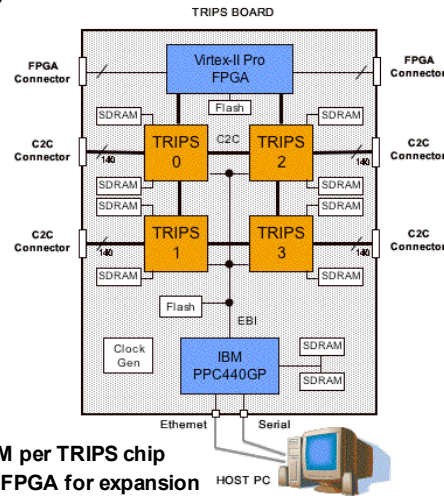 TRIPS BOARD
FPGA
Connector
Virtex-II Pro
FPGA
FPGA
Connector
Flash
SDRAM
SDRAM
C2C
Connector
140
TRIPS
0
C2C
TRIPS
2
140
C2C
Connector
SDRAM
SDRAM
SDRAM
SDRAM
C2C
Connector
140
TRIPS
1
TRIPS
3
140
C2C
Connector
SDRAM
SDRAM
Flash
EBI
Clock
Gen
IBM
PPC440GP
SDRAM
SDRAM
Ethernet
Serial
M per TRIPS chip
FPGA for expansion
HOST PC